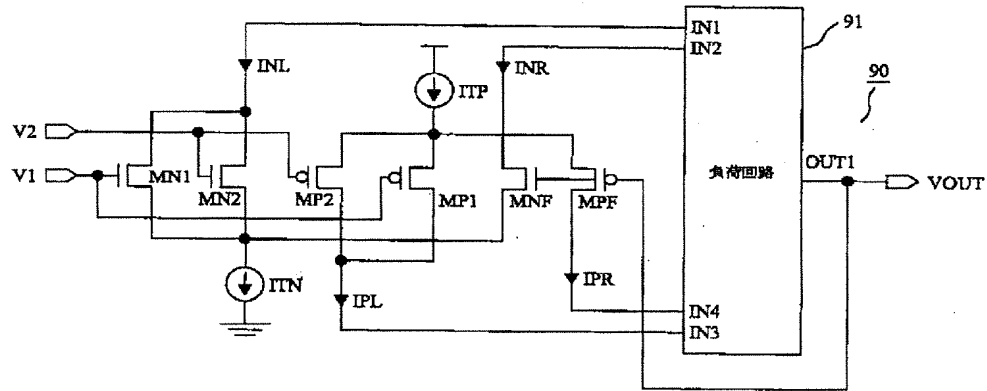 IN1
IN2
91
90
INL
INR
ITP
V2
V1
MN1
MN2
MP2
MP1
MNF
MPF
負荷回路
OUT1
VOUT
ITN
IPL
IPR
IN4
IN3